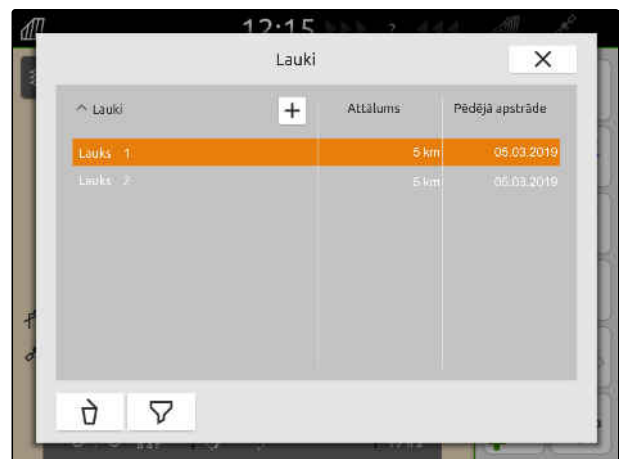 12:15
Lauki
^ Lauki + Attālums Pēdējā apstrāde
Lauks 1 5 km 05.03.2019
Lauks 2 5 km 05.03.2019